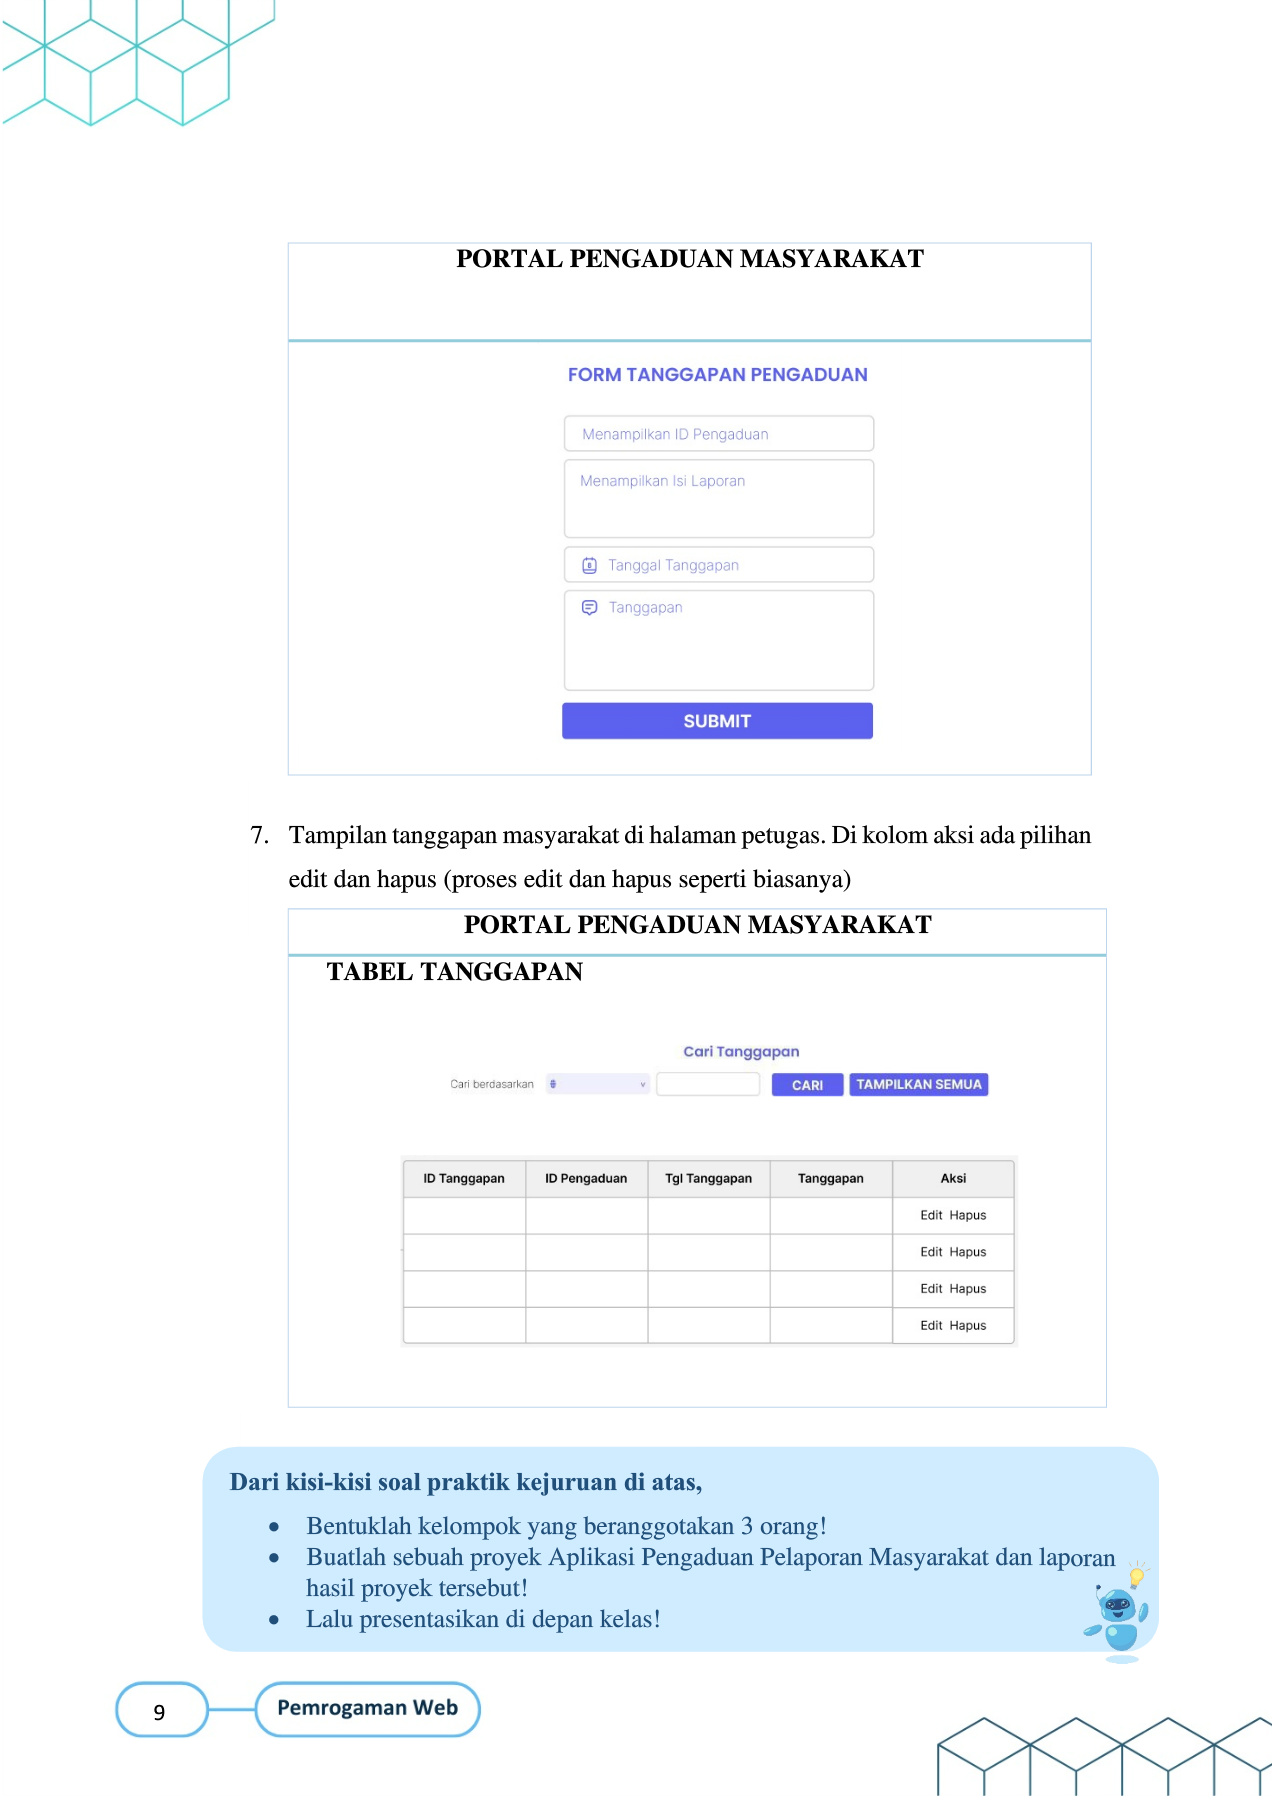 PORTAL PENGADUAN MASYARAKAT
FORM TANGGAPAN PENGADUAN
Menampilkan ID Pengaduan
Menampilkan Isi Laporan
Tanggal Tanggapan
Tanggapan
SUBMIT
7. Tampilan tanggapan masyarakat di halaman petugas. Di kolom aksi ada pilihan
edit dan hapus (proses edit dan hapus seperti biasanya)
PORTAL PENGADUAN MASYARAKAT
TABEL TANGGAPAN
Cari Tanggapan
Cari berdasarkan CARI TAMPILKAN SEMUA
ID Tanggapan ID Pengaduan Tgl Tanggapan Tanggapan Aksi
Edit Hapus
Edit Hapus
Edit Hapus
Edit Hapus
Dari kisi-kisi soal praktik kejuruan di atas,
• Bentuklah kelompok yang beranggotakan 3 orang!
• Buatlah sebuah proyek Aplikasi Pengaduan Pelaporan Masyarakat dan laporan
hasil proyek tersebut!
• Lalu presentasikan di depan kelas!
9 Pemrogaman Web